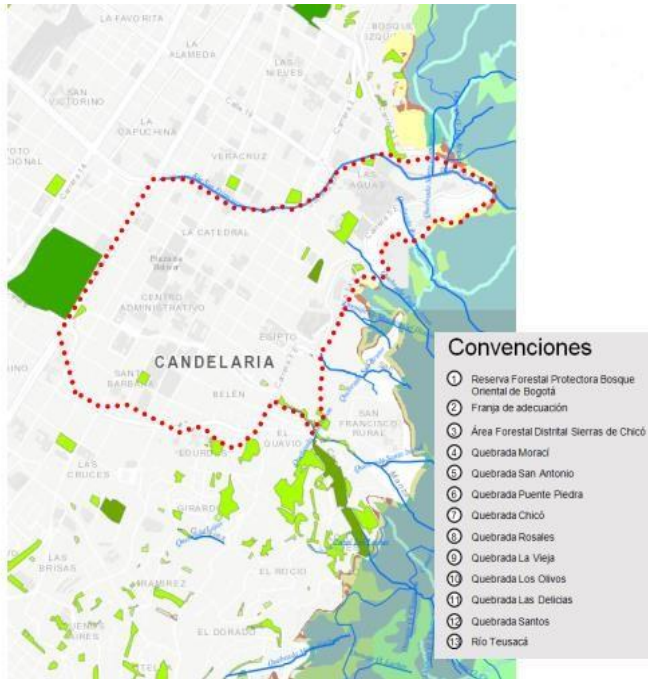 LA FAVORITA
BOSQUE
IZQU
LA
ALAMEDA
LAS
NIEVES
SAN
VICTORINO
LA
CAPUCHINA
VERACRUZ
LAS
AGUAS
LA CATEDRAL
Plaza de
Bolívar
CENTRO
ADMINISTRATIVO
EGIPTO
CANDELARIA
SANTA
BARBARA
BELÉN
EL
GUAVIO
SAN
FRANCISCO
RURAL
LAS
CRUCES
LOURDES
GIRARDOT
LAS
BRISAS
RAMIREZ
EL ROCIO
EL DORADO
Convenciones
1 Reserva Forestal Protectora Bosque
Oriental de Bogotá
2 Franja de adecuación
3 Área Forestal Distrital Sierras de Chicó
4 Quebrada Moraci
5 Quebrada San Antonio
6 Quebrada Puente Piedra
7 Quebrada Chicó
8 Quebrada Rosales
9 Quebrada La Vieja
10 Quebrada Los Olivos
11 Quebrada Las Delicias
12 Quebrada Santos
13 Río Teusacá